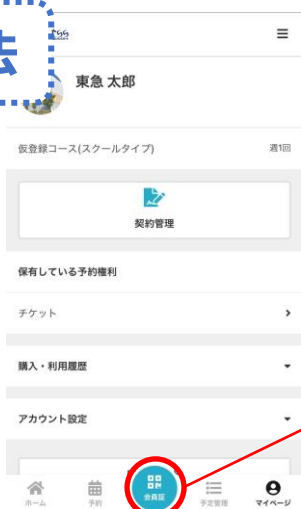 法
東急 太郎
仮登録コース(スクールタイプ) 週1回
契約管理
保有している予約権利
チケット
購入・利用履歴
アカウント設定
ホーム 予約 会員証 予定管理 マイページ